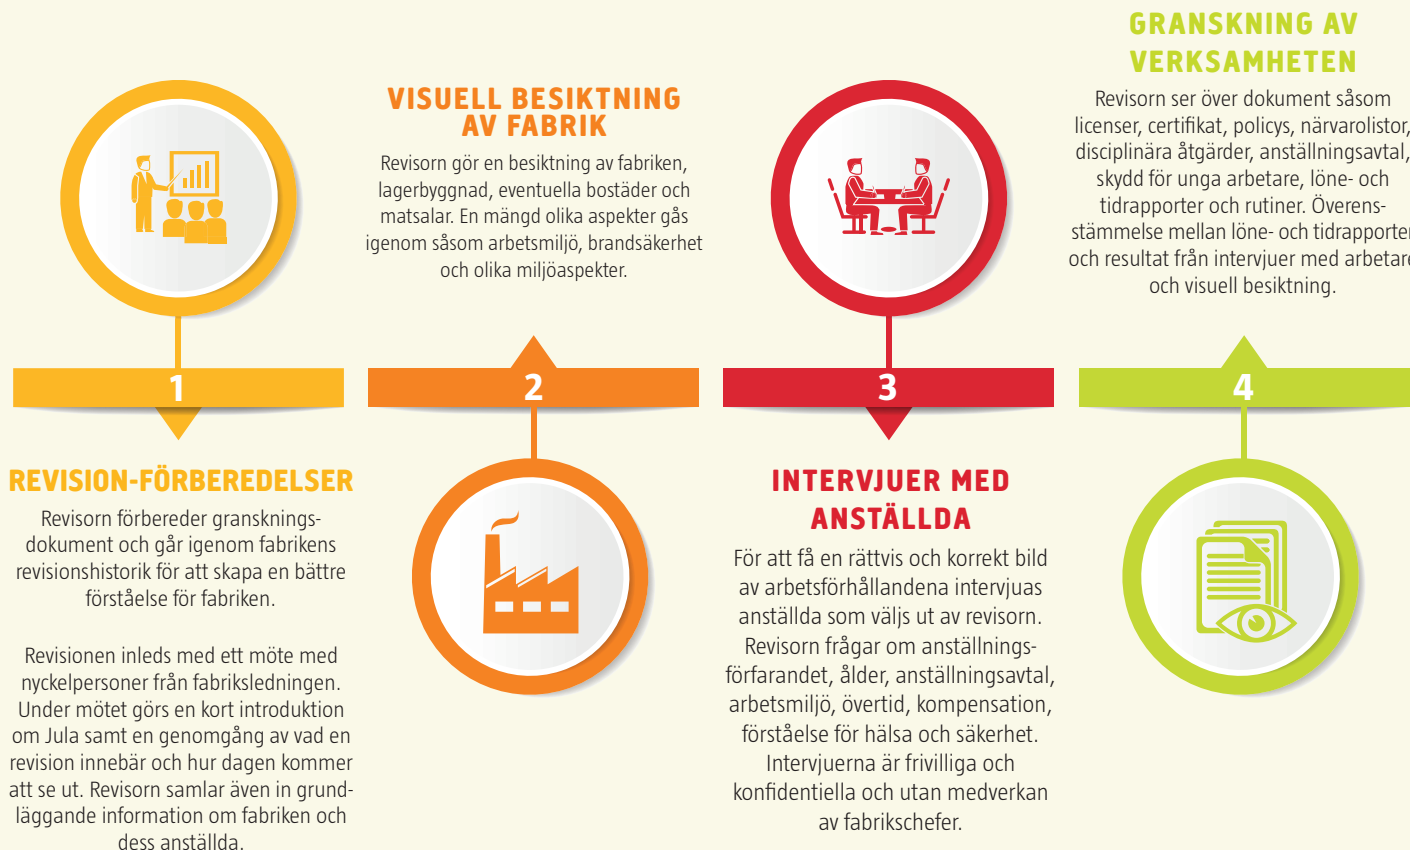 1
REVISION-FÖRBEREDELSER
Revisorn förbereder gransknings-
dokument och går igenom fabrikens
revisionshistorik för att skapa en bättre
förståelse för fabriken.
Revisionen inleds med ett möte med
nyckelpersoner från fabriksledningen.
Under mötet görs en kort introduktion
om Jula samt en genomgång av vad en
revision innebär och hur dagen kommer
att se ut. Revisorn samlar även in grund-
läggande information om fabriken och
dess anställda.
VISUELL BESIKTNING
AV FABRIK
Revisorn gör en besiktning av fabriken,
lagerbyggnad, eventuella bostäder och
matsalar. En mängd olika aspekter gås
igenom såsom arbetsmiljö, brandsäkerhet
och olika miljöaspekter.
2
3
INTERVJUER MED
ANSTÄLLDA
För att få en rättvis och korrekt bild
av arbetsförhållandena intervjuas
anställda som väljs ut av revisorn.
Revisorn frågar om anställnings-
förfarandet, ålder, anställningsavtal,
arbetsmiljö, övertid, kompensation,
förståelse för hälsa och säkerhet.
Intervjuerna är frivilliga och
konfidentiella och utan medverkan
av fabrikschefer.
GRANSKNING AV
VERKSAMHETEN
Revisorn ser över dokument såsom
licenser, certifikat, policys, närvarolistor,
disciplinära åtgärder, anställningsavtal,
skydd för unga arbetare, löne- och
tidrapporter och rutiner. Överens-
stämmelse mellan löne- och tidrapporter
och resultat från intervjuer med arbetare
och visuell besiktning.
4